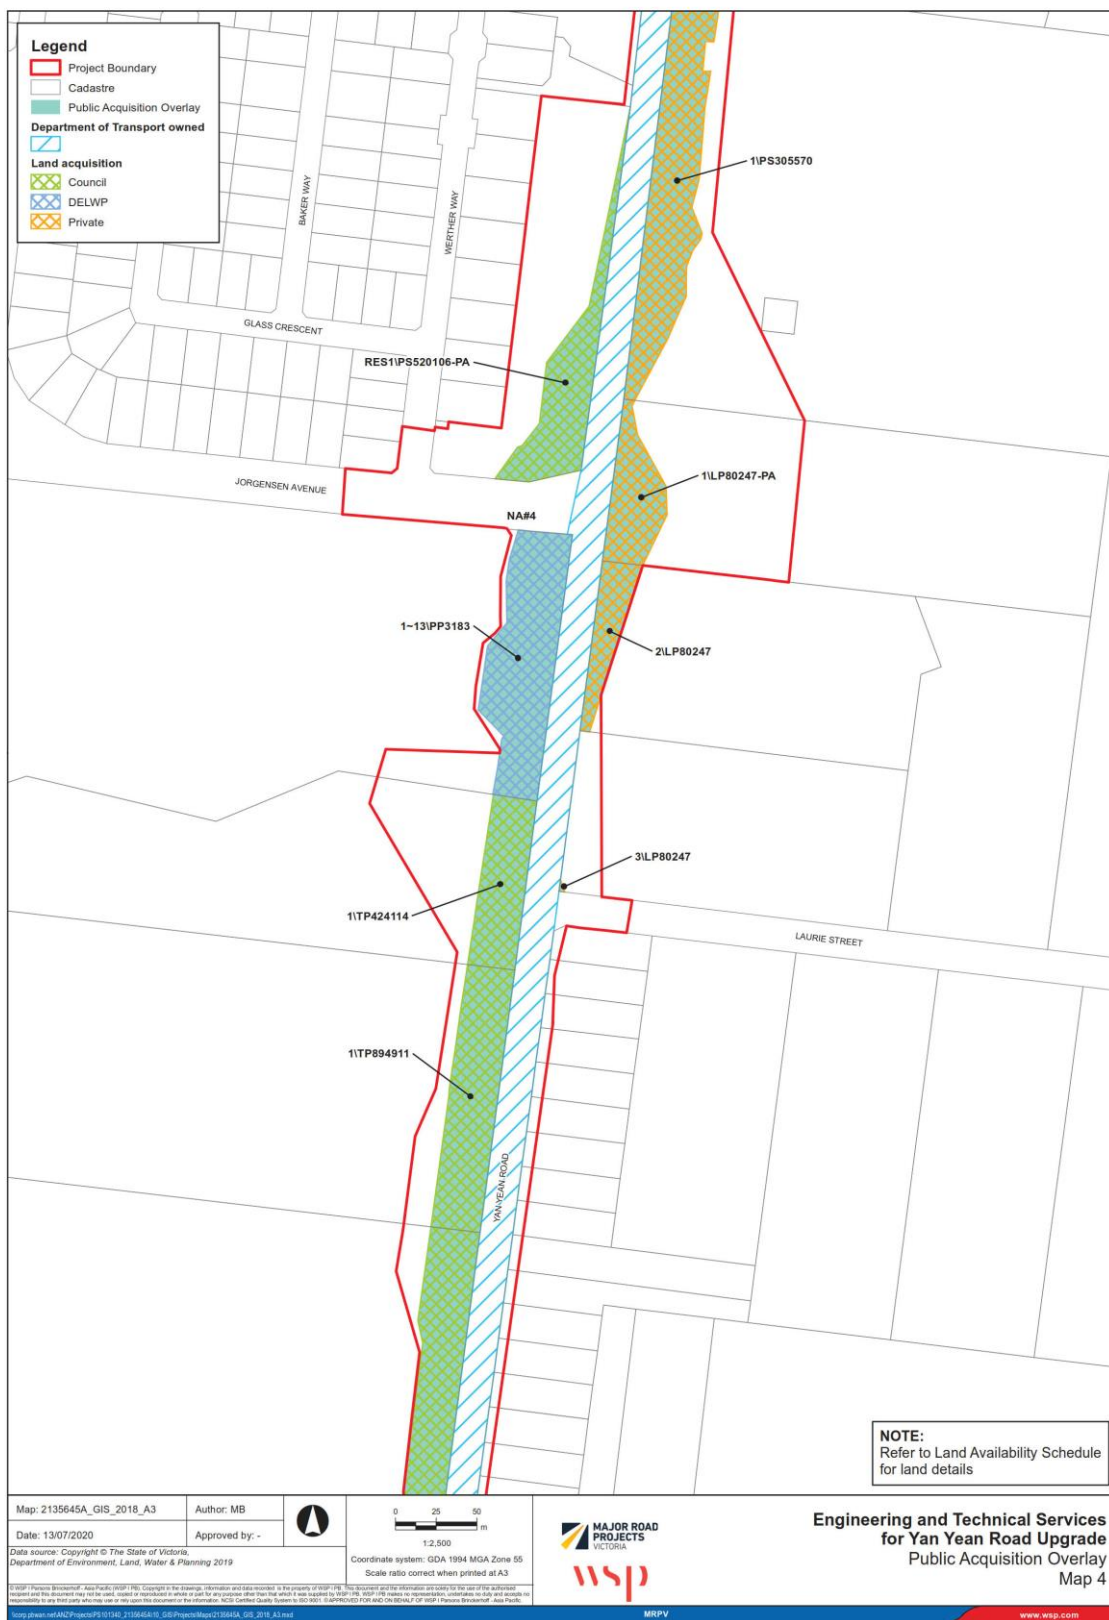 Legend
Project Boundary
Cadastre
Public Acquisition Overlay
Department of Transport owned
Land acquisition
Council
DELWP
Private
BAKER WAY
WERTHER WAY
GLASS CRESCENT
1\PS305570
RES1\PS520106-PA
JORGENSEN AVENUE
1\LP80247-PA
NA#4
1~13\PP3183
2\LP80247
3\LP80247
1\TP424114
LAURIE STREET
1\TP894911
YAN YEAN ROAD
NOTE:
Refer to Land Availability Schedule
for land details
Map: 2135645A_GIS_2018_A3
Author: MB
Date: 13/07/2020
Approved by: -
Data source: Copyright © The State of Victoria,
Department of Environment, Land, Water & Planning 2019
0 25 50
m
1:2,500
Coordinate system: GDA 1994 MGA Zone 55
Scale ratio correct when printed at A3
MAJOR ROAD
PROJECTS
VICTORIA
wsp
Engineering and Technical Services
for Yan Yean Road Upgrade
Public Acquisition Overlay
Map 4
MRPV
www.wsp.com